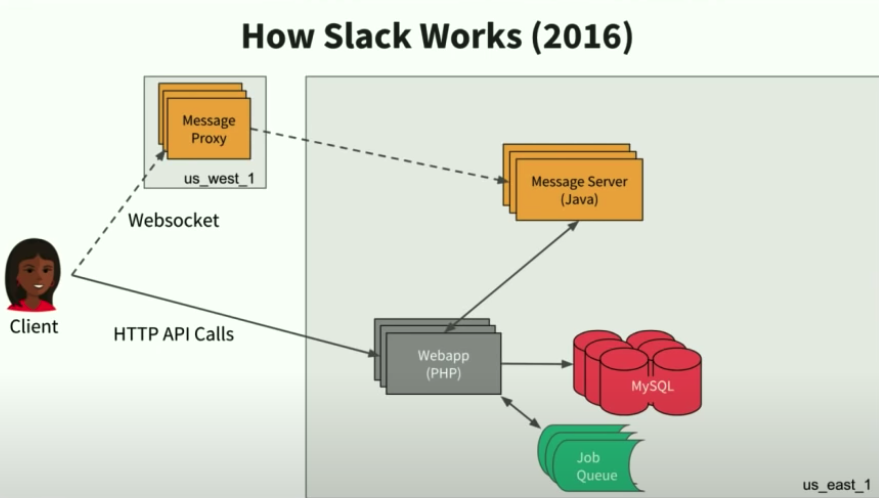 How Slack Works (2016)
Message
Proxy
us_west_1
Websocket
Message Server
(Java)
Client
HTTP API Calls
Webapp
(PHP)
MySQL
Job
Queue
us_east_1